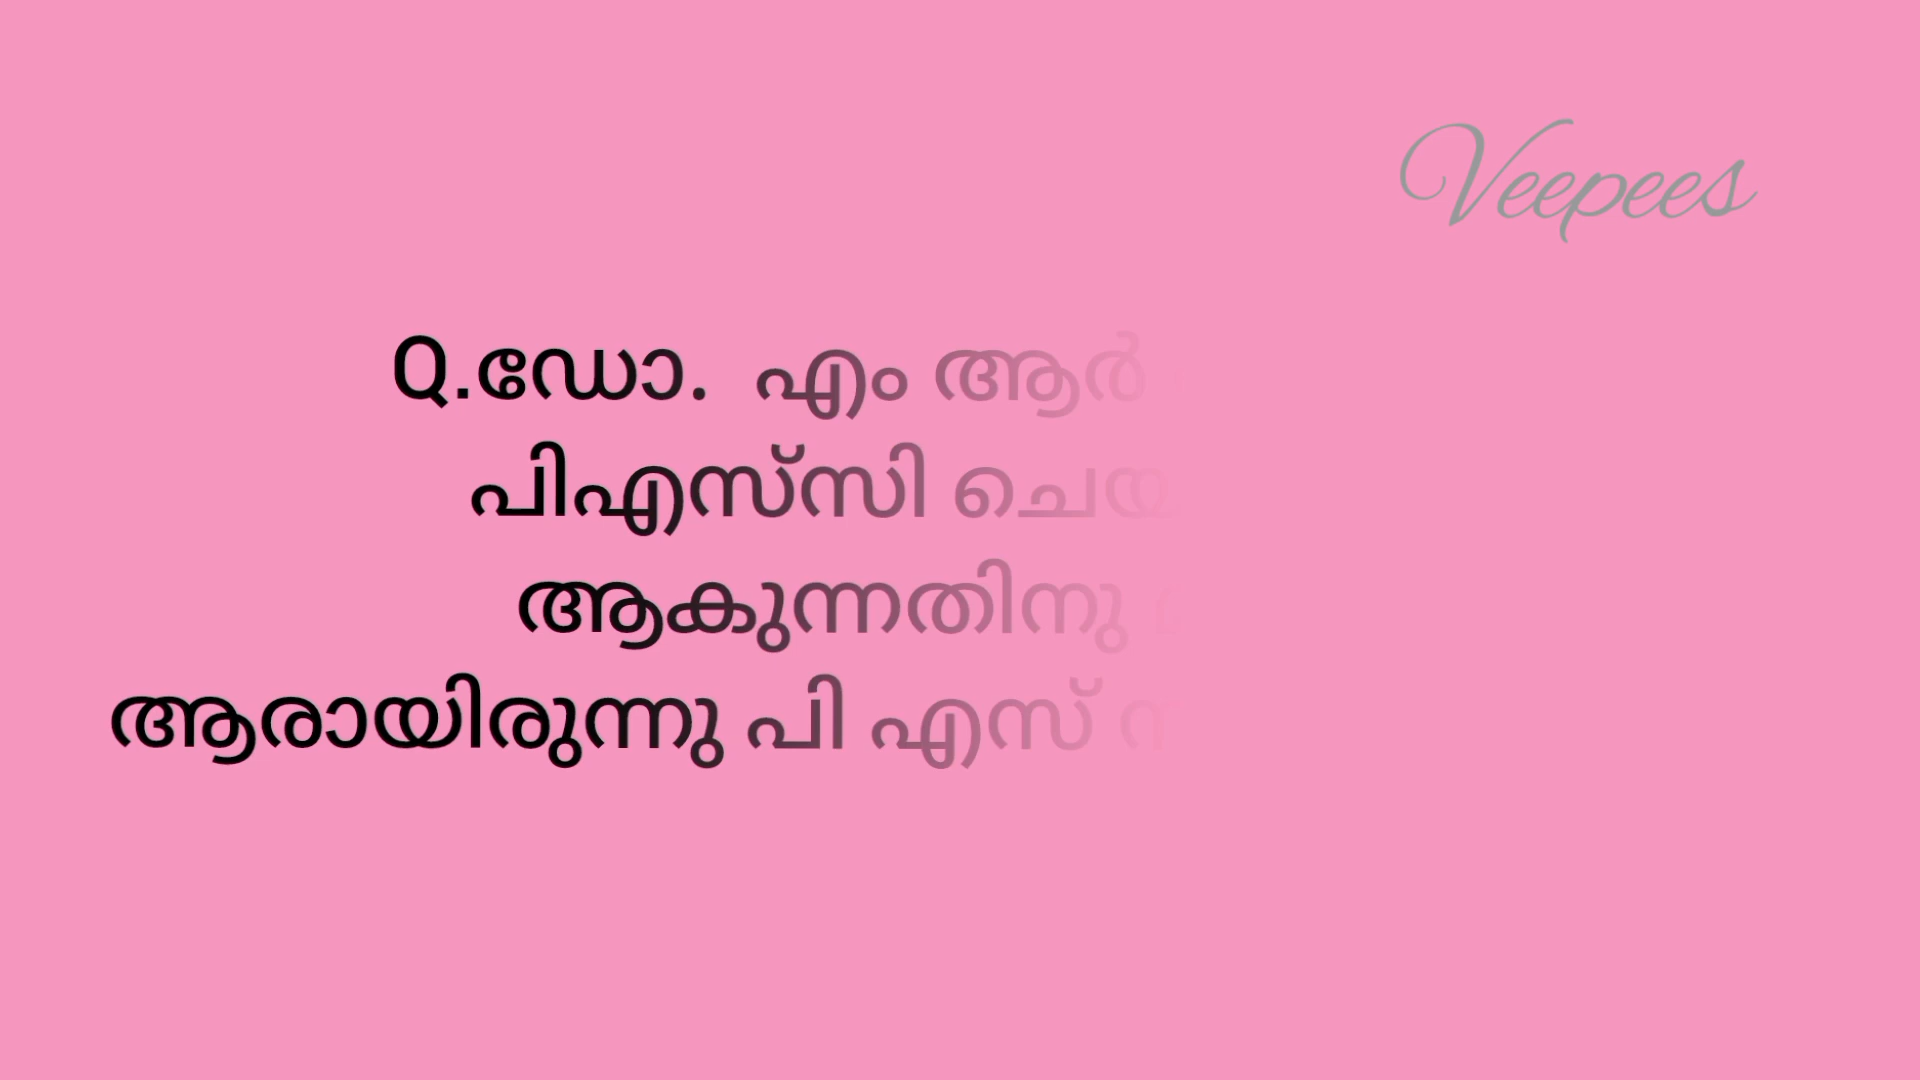 Veepees
Q.ഡോ. എം ആർ
പിഎസ്‌സി
ആകുന്നതിനു
ആരായിരുന്നു പി എസ്